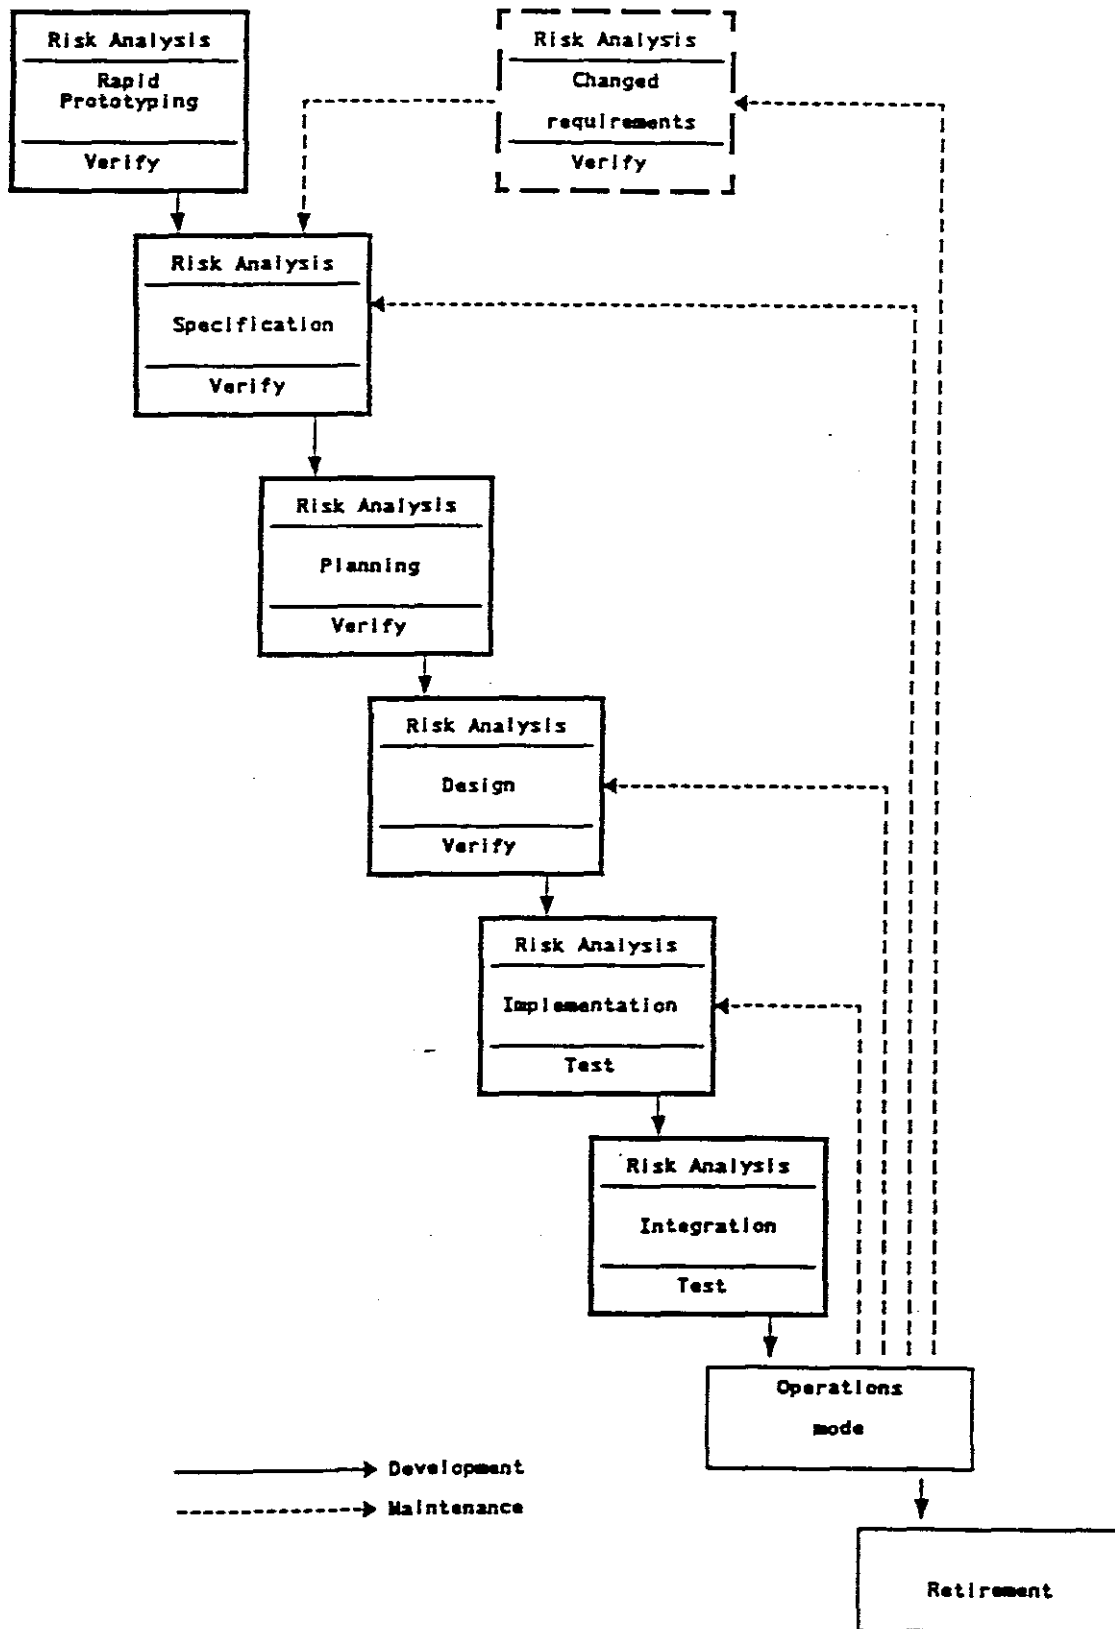 Risk Analysis
Rapid
Prototyping
Verify
Risk Analysis
Changed
requirements
Verify
Risk Analysis
Specification
Verify
Risk Analysis
Planning
Verify
Risk Analysis
Design
Verify
Risk Analysis
Implementation
Test
Risk Analysis
Integration
Test
Operations
mode
Development
Maintenance
Retirement